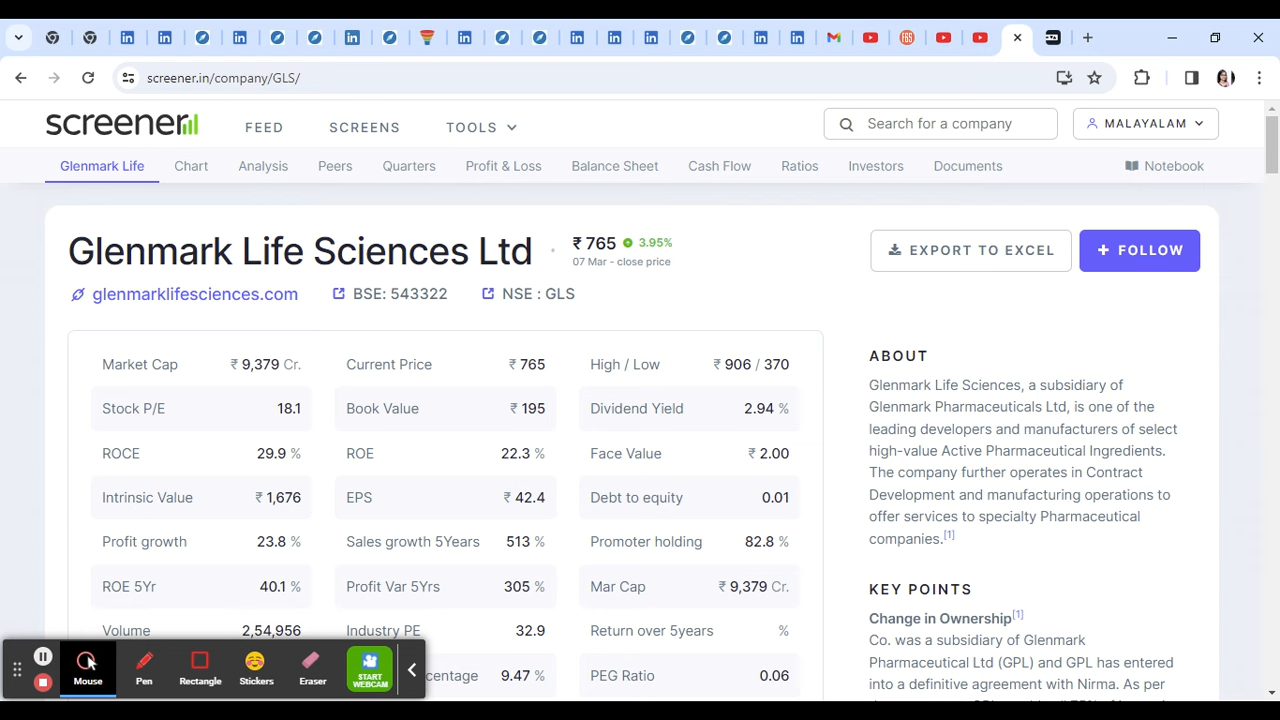 screener.in/company/GLS/
screener
FEED
SCREENS
TOOLS
Search for a company
MALAYALAM
Glenmark Life
Chart
Analysis
Peers
Quarters
Profit & Loss
Balance Sheet
Cash Flow
Ratios
Investors
Documents
Notebook
Glenmark Life Sciences Ltd
₹ 765 3.95%
07 Mar - close price
EXPORT TO EXCEL
+ FOLLOW
glenmarklifesciences.com
BSE: 543322
NSE : GLS
Market Cap ₹ 9,379 Cr.
Current Price ₹ 765
High / Low ₹ 906 / 370
Stock P/E 18.1
Book Value ₹ 195
Dividend Yield 2.94 %
ROCE 29.9 %
ROE 22.3 %
Face Value ₹ 2.00
Intrinsic Value ₹ 1,676
EPS ₹ 42.4
Debt to equity 0.01
Profit growth 23.8 %
Sales growth 5Years 513 %
Promoter holding 82.8 %
ROE 5Yr 40.1 %
Profit Var 5Yrs 305 %
Mar Cap ₹ 9,379 Cr.
Volume 2,54,956
Industry PE 32.9
Return over 5years %
centage 9.47 %
PEG Ratio 0.06
ABOUT
Glenmark Life Sciences, a subsidiary of
Glenmark Pharmaceuticals Ltd, is one of the
leading developers and manufacturers of select
high-value Active Pharmaceutical Ingredients.
The company further operates in Contract
Development and manufacturing operations to
offer services to specialty Pharmaceutical
companies.[1]
KEY POINTS
Change in Ownership[1]
Co. was a subsidiary of Glenmark
Pharmaceutical Ltd (GPL) and GPL has entered
into a definitive agreement with Nirma. As per
Mouse
Pen
Rectangle
Stickers
Eraser
START
WEBCAM